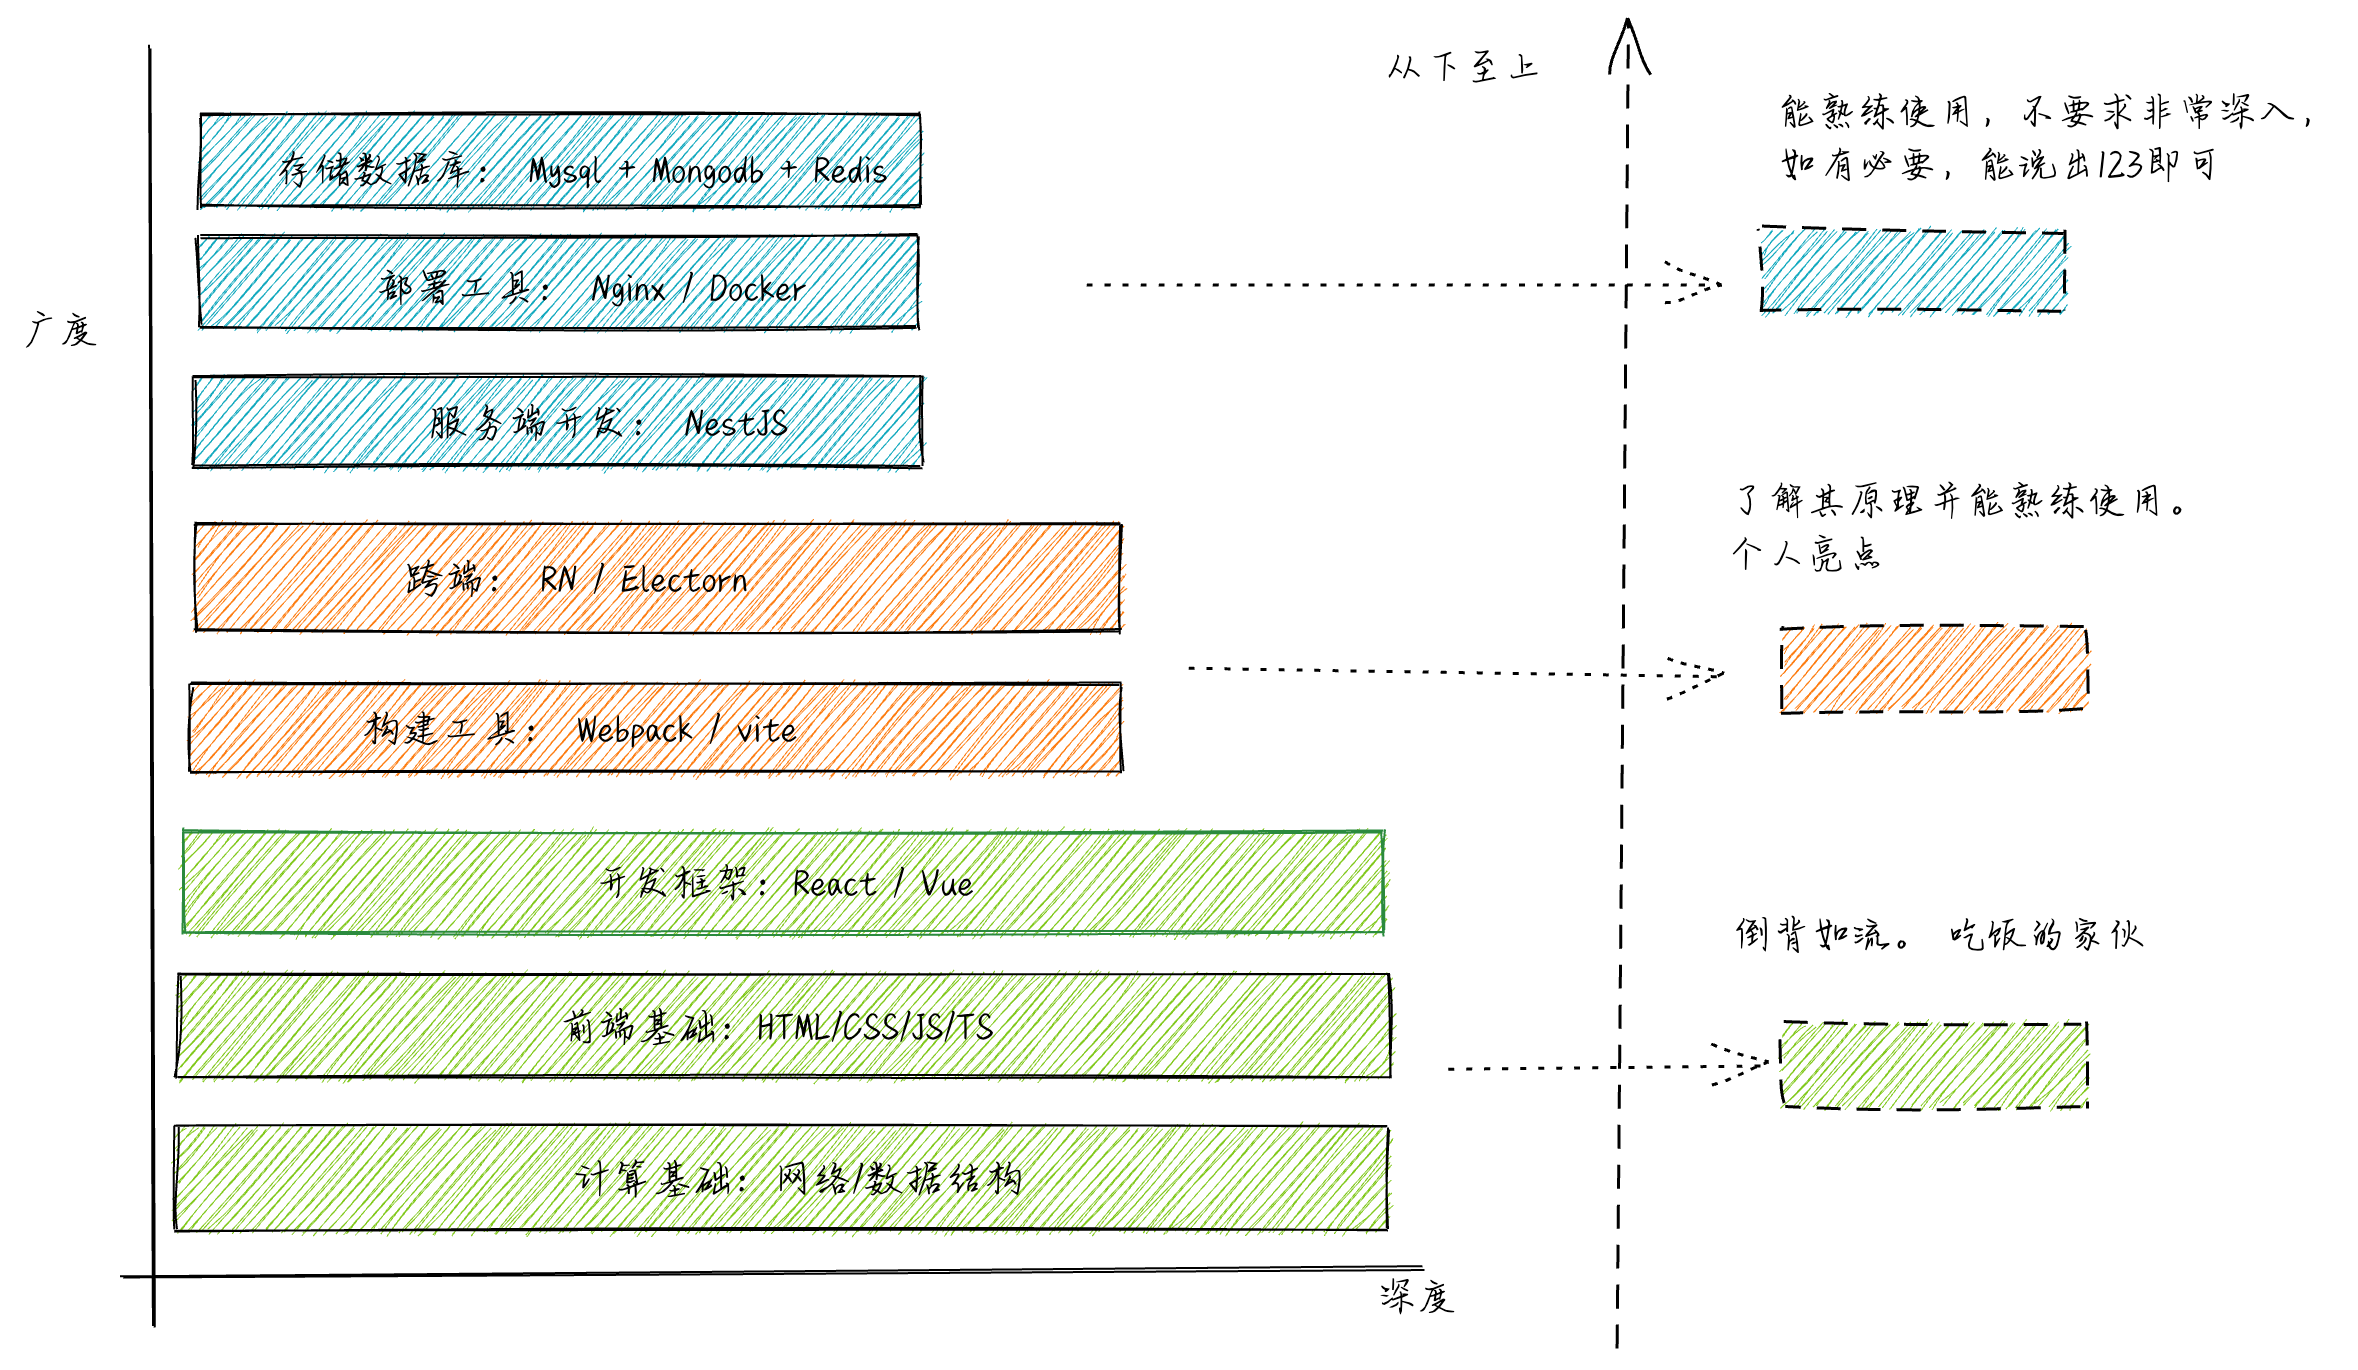 从下至上
能熟练使用，不要求非常深入，
如有必要，能说出123即可
存储数据库： Mysql + Mongodb + Redis
部署工具： Nginx / Docker
广度
服务端开发： NestJS
了解其原理并能熟练使用。
个人亮点
跨端： RN / Electorn
构建工具： Webpack / vite
开发框架：React / Vue
倒背如流。 吃饭的家伙
前端基础：HTML/CSS/JS/TS
计算基础：网络/数据结构
深度